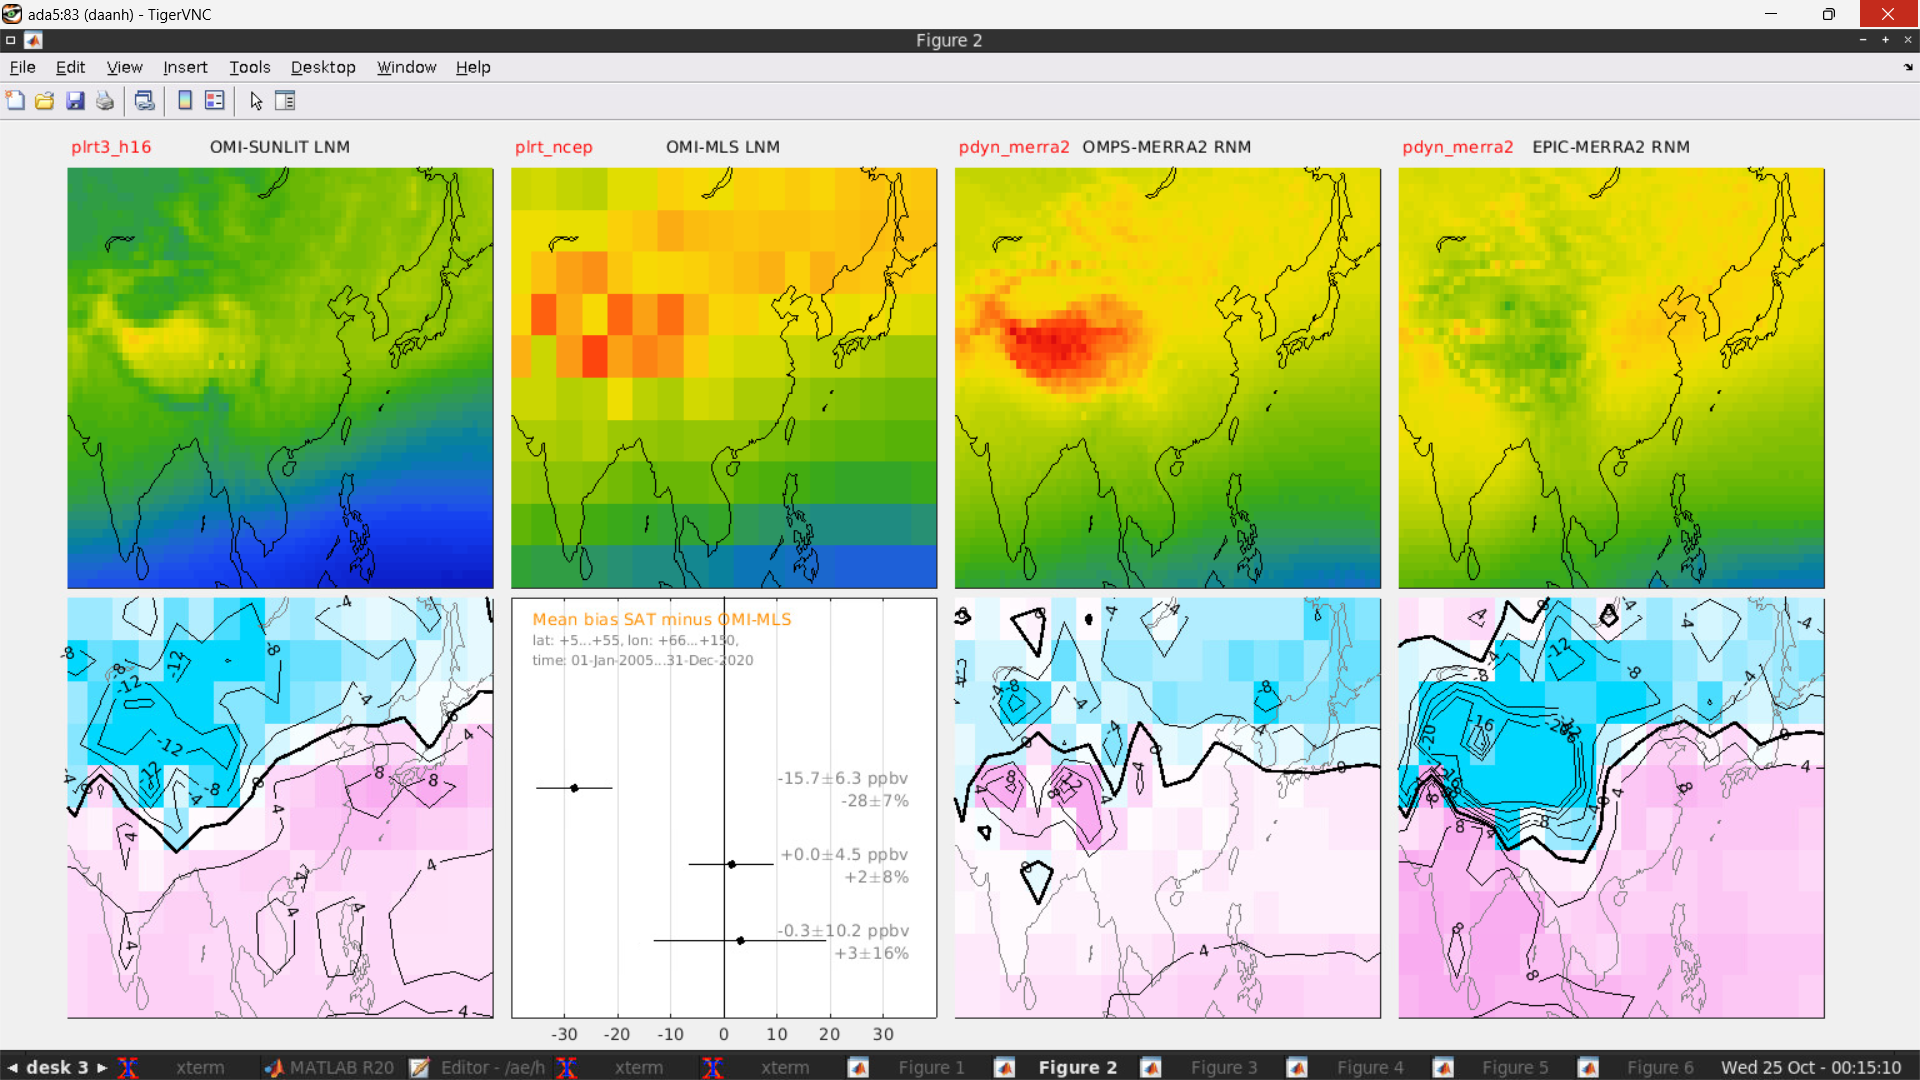 ada5:83 (daanh) - TigerVNC
Figure 2
File Edit View Insert Tools Desktop Window Help
plrt3_h16 OMI-SUNLIT LNM
plrt_ncep OMI-MLS LNM
pdyn_merra2 OMPS-MERRA2 RNM
pdyn_merra2 EPIC-MERRA2 RNM
Mean bias SAT minus OMI-MLS
lat: +5...+55, lon: +66...+150,
time: 01-Jan-2005...31-Dec-2020
-15.7±6.3 ppbv
-28±7%
+0.0±4.5 ppbv
+2±8%
-0.3±10.2 ppbv
+3±16%
-30 -20 -10 0 10 20 30
desk 3 xterm MATLAB R20 Editor - /ae/h xterm xterm Figure 1 Figure 2 Figure 3 Figure 4 Figure 5 Figure 6 Wed 25 Oct - 00:15:10